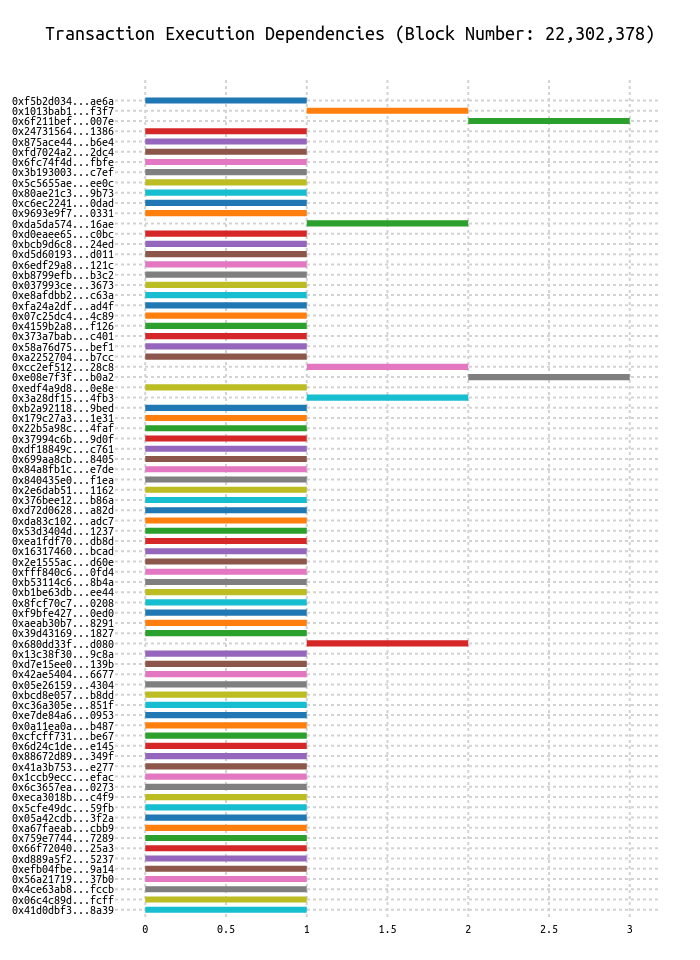 Transaction Execution Dependencies (Block Number: 22,302,378)
0xf5b2d034...ae6a
0x1013bab1...f3f7
0x6f211bef...007e
0x24731564...1386
0x875ace44...b6e4
0xfd7024a2...2dc4
0x6fc74f4d...fbfe
0x3b193003...c7ef
0x5c5655ae...ee0c
0x80ae21c3...9b73
0xc6ec2241...0dad
0x9693e9f7...0331
0xda5da574...16ae
0xd0eaee65...c0bc
0xbcb9d6c8...24ed
0xd5d60193...d011
0x6edf29a8...121c
0xb8799efb...b3c2
0x037993ce...3673
0xe8afdbb2...c63a
0xfa24a2df...ad4f
0x07c25dc4...4c89
0x4159b2a8...f126
0x373a7bab...c401
0x58a76d75...bef1
0xa2252704...b7cc
0xcc2ef512...28c8
0xe08e7f3f...b0a2
0xedf4a9d8...0e8e
0x3a28df15...4fb3
0xb2a92118...9bed
0x179c27a3...1e31
0x22b5a98c...4faf
0x37994c6b...9d0f
0xdf18849c...c761
0x699aa8cb...8405
0x84a8fb1c...e7de
0x840435e0...f1ea
0x2e6dab51...1162
0x376bee12...b86a
0xd72d0628...a82d
0xda83c102...adc7
0x53d3404d...1237
0xea1fdf70...db8d
0x16317460...bcad
0x2e1555ac...d60e
0xfff840c6...0fd4
0xb53114c6...8b4a
0xb1be63db...ee44
0x8fcf70c7...0208
0xf9bfe427...0ed0
0xaeab30b7...8291
0x39d43169...1827
0x680dd33f...d080
0x13c38f30...9c8a
0xd7e15ee0...139b
0x42ae5404...6677
0x05e26159...4304
0xbcd8e057...b8dd
0xc36a305e...851f
0xe7de84a6...0953
0x0a11ea0a...b487
0xcfcff731...be67
0x6d24c1de...e145
0x88672d89...349f
0x41a3b753...e277
0x1ccb9ecc...efac
0x6c3657ea...0273
0xeca3018b...c4f9
0x5cfe49dc...59fb
0x05a42cdb...3f2a
0xa67faeab...cbb9
0x759e7744...7289
0x66f72040...25a3
0xd889a5f2...5237
0xefb04fbe...9a14
0x56a21719...37b0
0x4ce63ab8...fccb
0x06c4c89d...fcff
0x41d0dbf3...8a39
0 0.5 1 1.5 2 2.5 3